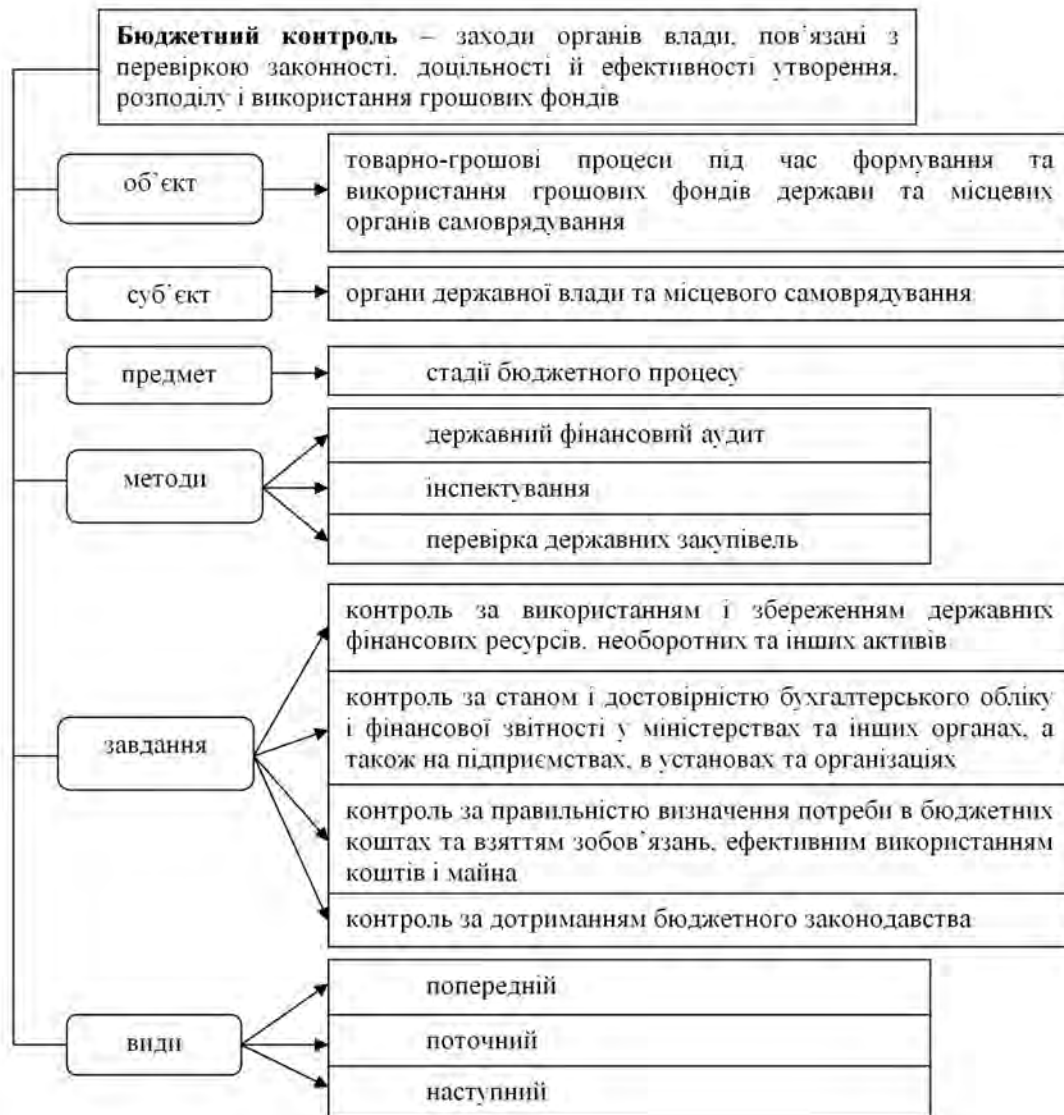 Бюджетний контроль – заходи органів влади, пов’язані з
перевіркою законності, доцільності й ефективності утворення,
розподілу і використання грошових фондів
об’єкт
товарно-грошові процеси під час формування та
використання грошових фондів держави та місцевих
органів самоврядування
суб’єкт
органи державної влади та місцевого самоврядування
предмет
стадії бюджетного процесу
методи
державний фінансовий аудит
інспектування
перевірка державних закупівель
завдання
контроль за використанням і збереженням державних
фінансових ресурсів, необоротних та інших активів
контроль за станом і достовірністю бухгалтерського обліку
і фінансової звітності у міністерствах та інших органах, а
також на підприємствах, в установах та організаціях
контроль за правильністю визначення потреби в бюджетних
коштах та взяттям зобов’язань, ефективним використанням
коштів і майна
контроль за дотриманням бюджетного законодавства
види
попередній
поточний
наступний